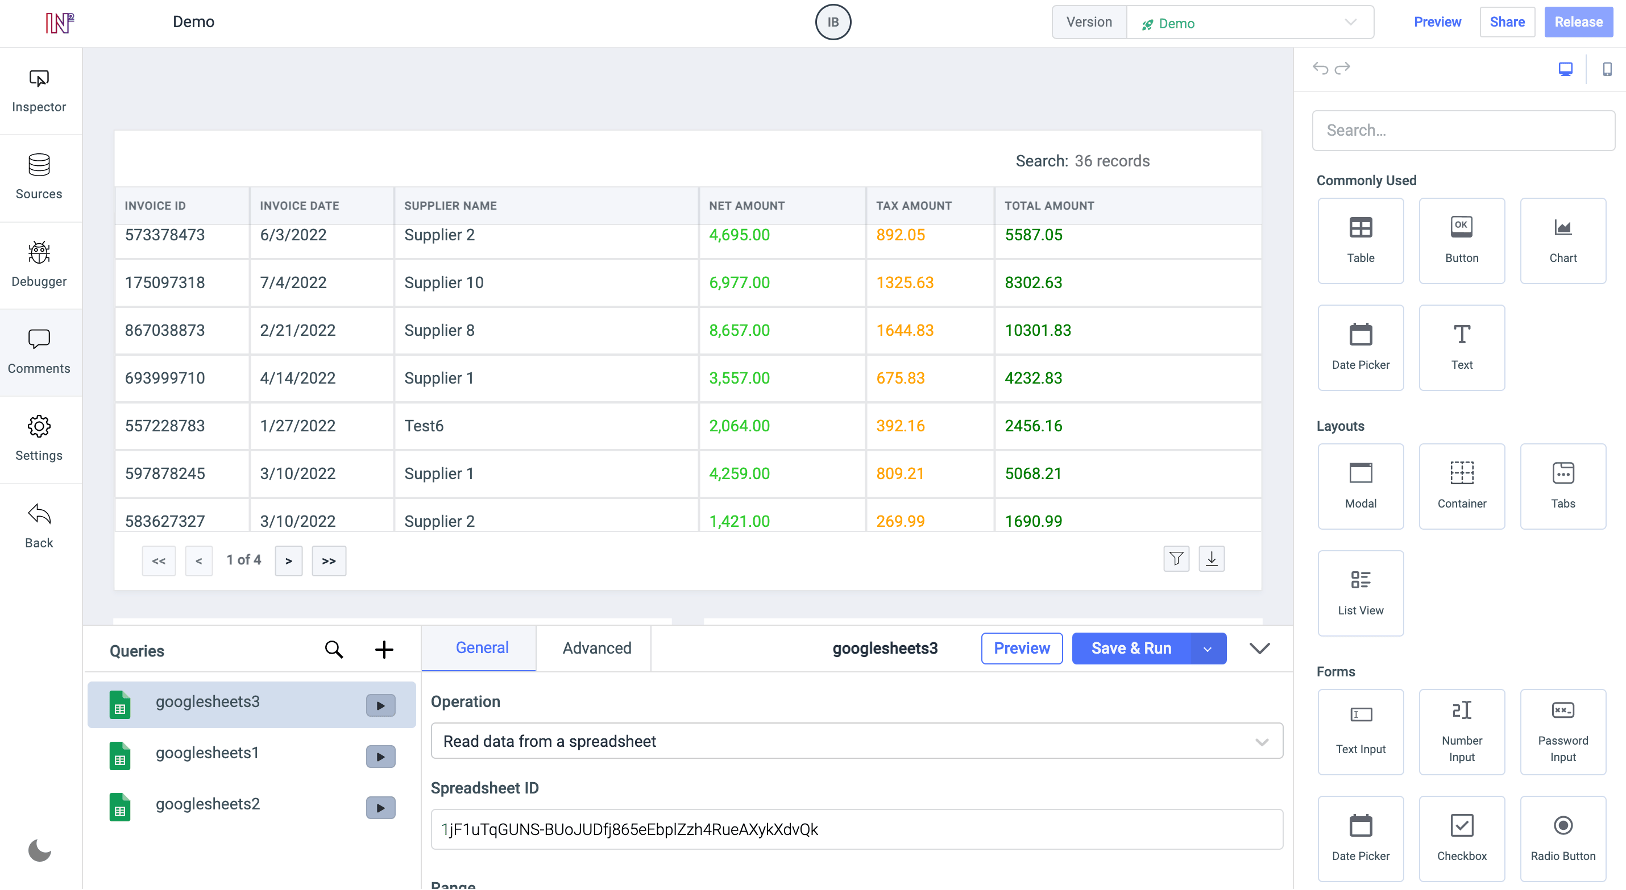 IN2
Demo
IB
Version
Demo
Preview
Share
Release
Inspector
Sources
Debugger
Comments
Settings
Back
Search: 36 records
INVOICE ID INVOICE DATE SUPPLIER NAME NET AMOUNT TAX AMOUNT TOTAL AMOUNT
573378473 6/3/2022 Supplier 2 4,695.00 892.05 5587.05
175097318 7/4/2022 Supplier 10 6,977.00 1325.63 8302.63
867038873 2/21/2022 Supplier 8 8,657.00 1644.83 10301.83
693999710 4/14/2022 Supplier 1 3,557.00 675.83 4232.83
557228783 1/27/2022 Test6 2,064.00 392.16 2456.16
597878245 3/10/2022 Supplier 1 4,259.00 809.21 5068.21
583627327 3/10/2022 Supplier 2 1,421.00 269.99 1690.99
<< < 1 of 4 > >>
Queries
googlesheets3
googlesheets1
googlesheets2
General
Advanced
googlesheets3
Preview
Save & Run
Operation
Read data from a spreadsheet
Spreadsheet ID
1jF1uTqGUNS-BUoJUDfj865eEbplZzh4RueAXykXdvQk
Range
Search...
Commonly Used
Table
OK
Button
Chart
Date Picker
Text
Layouts
Modal
Container
Tabs
List View
Forms
Text Input
Number
Input
Password
Input
Date Picker
Checkbox
Radio Button